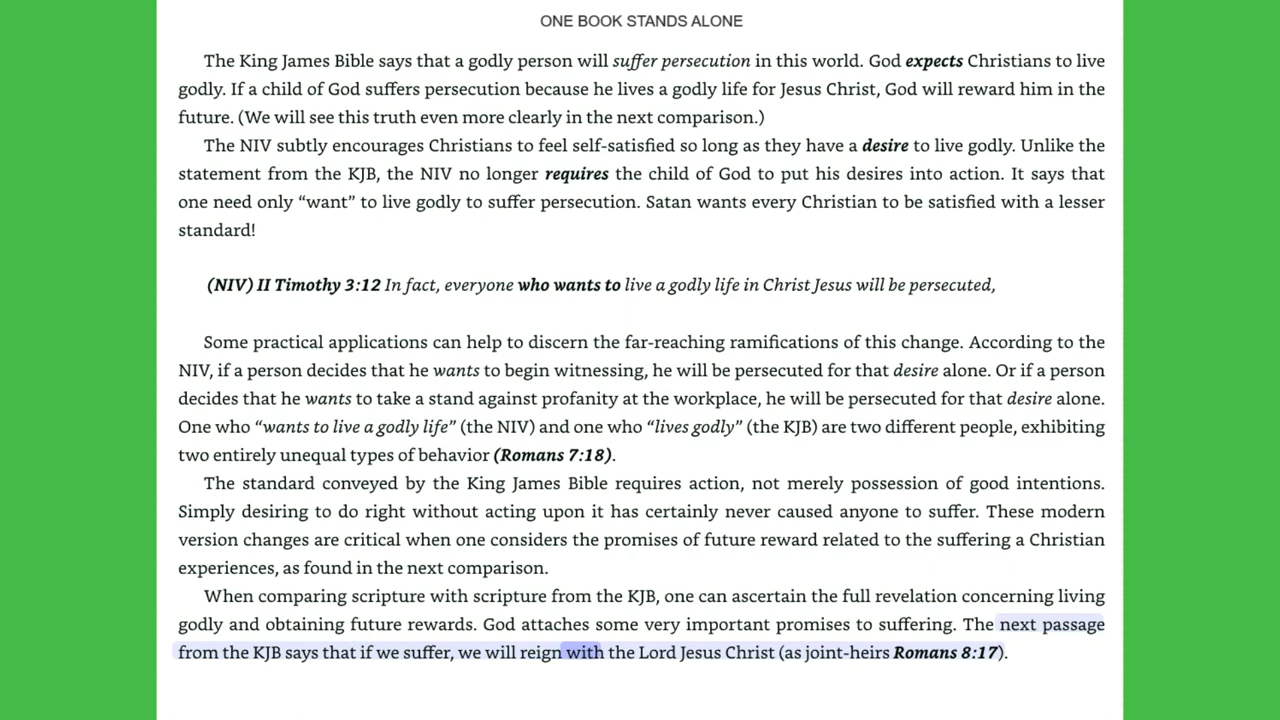 ONE BOOK STANDS ALONE
The King James Bible says that a godly person will suffer persecution in this world. God expects Christians to live
godly. If a child of God suffers persecution because he lives a godly life for Jesus Christ, God will reward him in the
future. (We will see this truth even more clearly in the next comparison.)
The NIV subtly encourages Christians to feel self-satisfied so long as they have a desire to live godly. Unlike the
statement from the KJB, the NIV no longer requires the child of God to put his desires into action. It says that
one need only “want” to live godly to suffer persecution. Satan wants every Christian to be satisfied with a lesser
standard!
(NIV) II Timothy 3:12 In fact, everyone who wants to live a godly life in Christ Jesus will be persecuted,
Some practical applications can help to discern the far-reaching ramifications of this change. According to the
NIV, if a person decides that he wants to begin witnessing, he will be persecuted for that desire alone. Or if a person
decides that he wants to take a stand against profanity at the workplace, he will be persecuted for that desire alone.
One who “wants to live a godly life” (the NIV) and one who “lives godly” (the KJB) are two different people, exhibiting
two entirely unequal types of behavior (Romans 7:18).
The standard conveyed by the King James Bible requires action, not merely possession of good intentions.
Simply desiring to do right without acting upon it has certainly never caused anyone to suffer. These modern
version changes are critical when one considers the promises of future reward related to the suffering a Christian
experiences, as found in the next comparison.
When comparing scripture with scripture from the KJB, one can ascertain the full revelation concerning living
godly and obtaining future rewards. God attaches some very important promises to suffering. The next passage
from the KJB says that if we suffer, we will reign with the Lord Jesus Christ (as joint-heirs Romans 8:17).